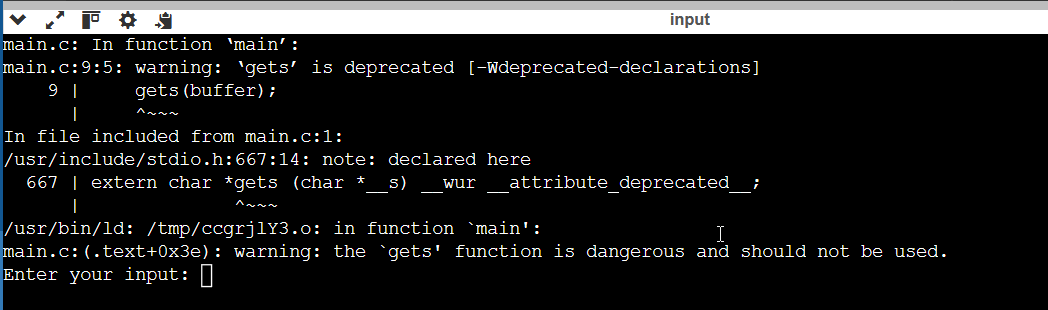 input
main.c: In function ‘main’:
main.c:9:5: warning: ‘gets’ is deprecated [-Wdeprecated-declarations]
    9 |     gets(buffer);
      |     ^~~~
In file included from main.c:1:
/usr/include/stdio.h:667:14: note: declared here
  667 | extern char *gets (char *__s) __wur __attribute_deprecated__;
      |              ^~~~
/usr/bin/ld: /tmp/ccgrjlY3.o: in function `main':
main.c:(.text+0x3e): warning: the `gets' function is dangerous and should not be used.
Enter your input: